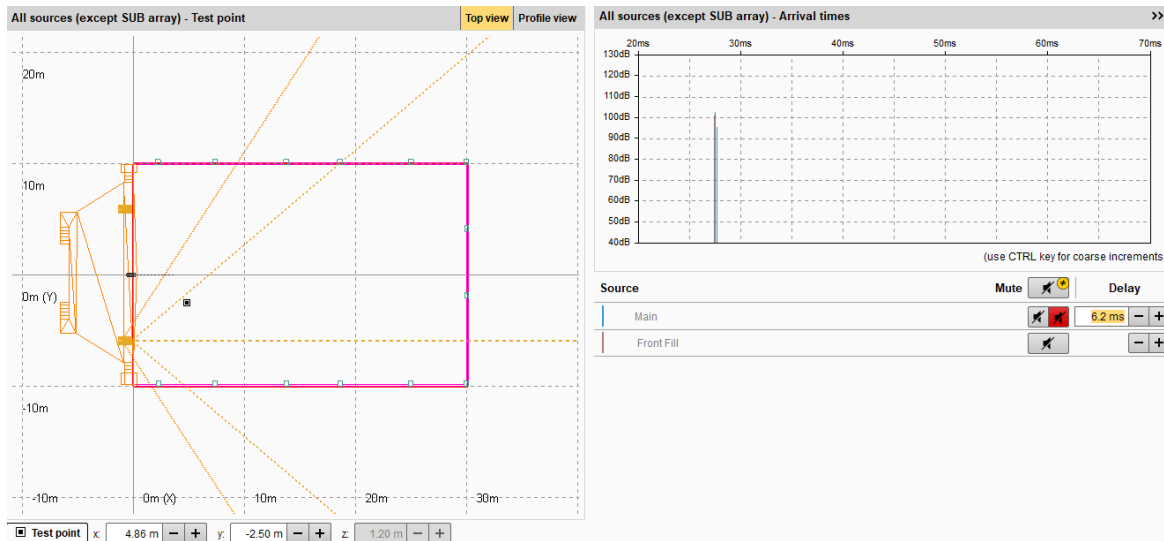 All sources (except SUB array) - Test point
Top view
Profile view
20m
10m
0m (Y)
-10m
-10m
0m (X)
10m
20m
30m
Test point
x:
4.86 m
−
+
y:
-2.50 m
−
+
z:
1.20 m
−
+
All sources (except SUB array) - Arrival times
>>
20ms
30ms
40ms
50ms
60ms
70ms
130dB
120dB
110dB
100dB
90dB
80dB
70dB
60dB
50dB
40dB
(use CTRL key for coarse increments
Source
Mute
Delay
Main
6.2 ms
−
+
Front Fill
−
+